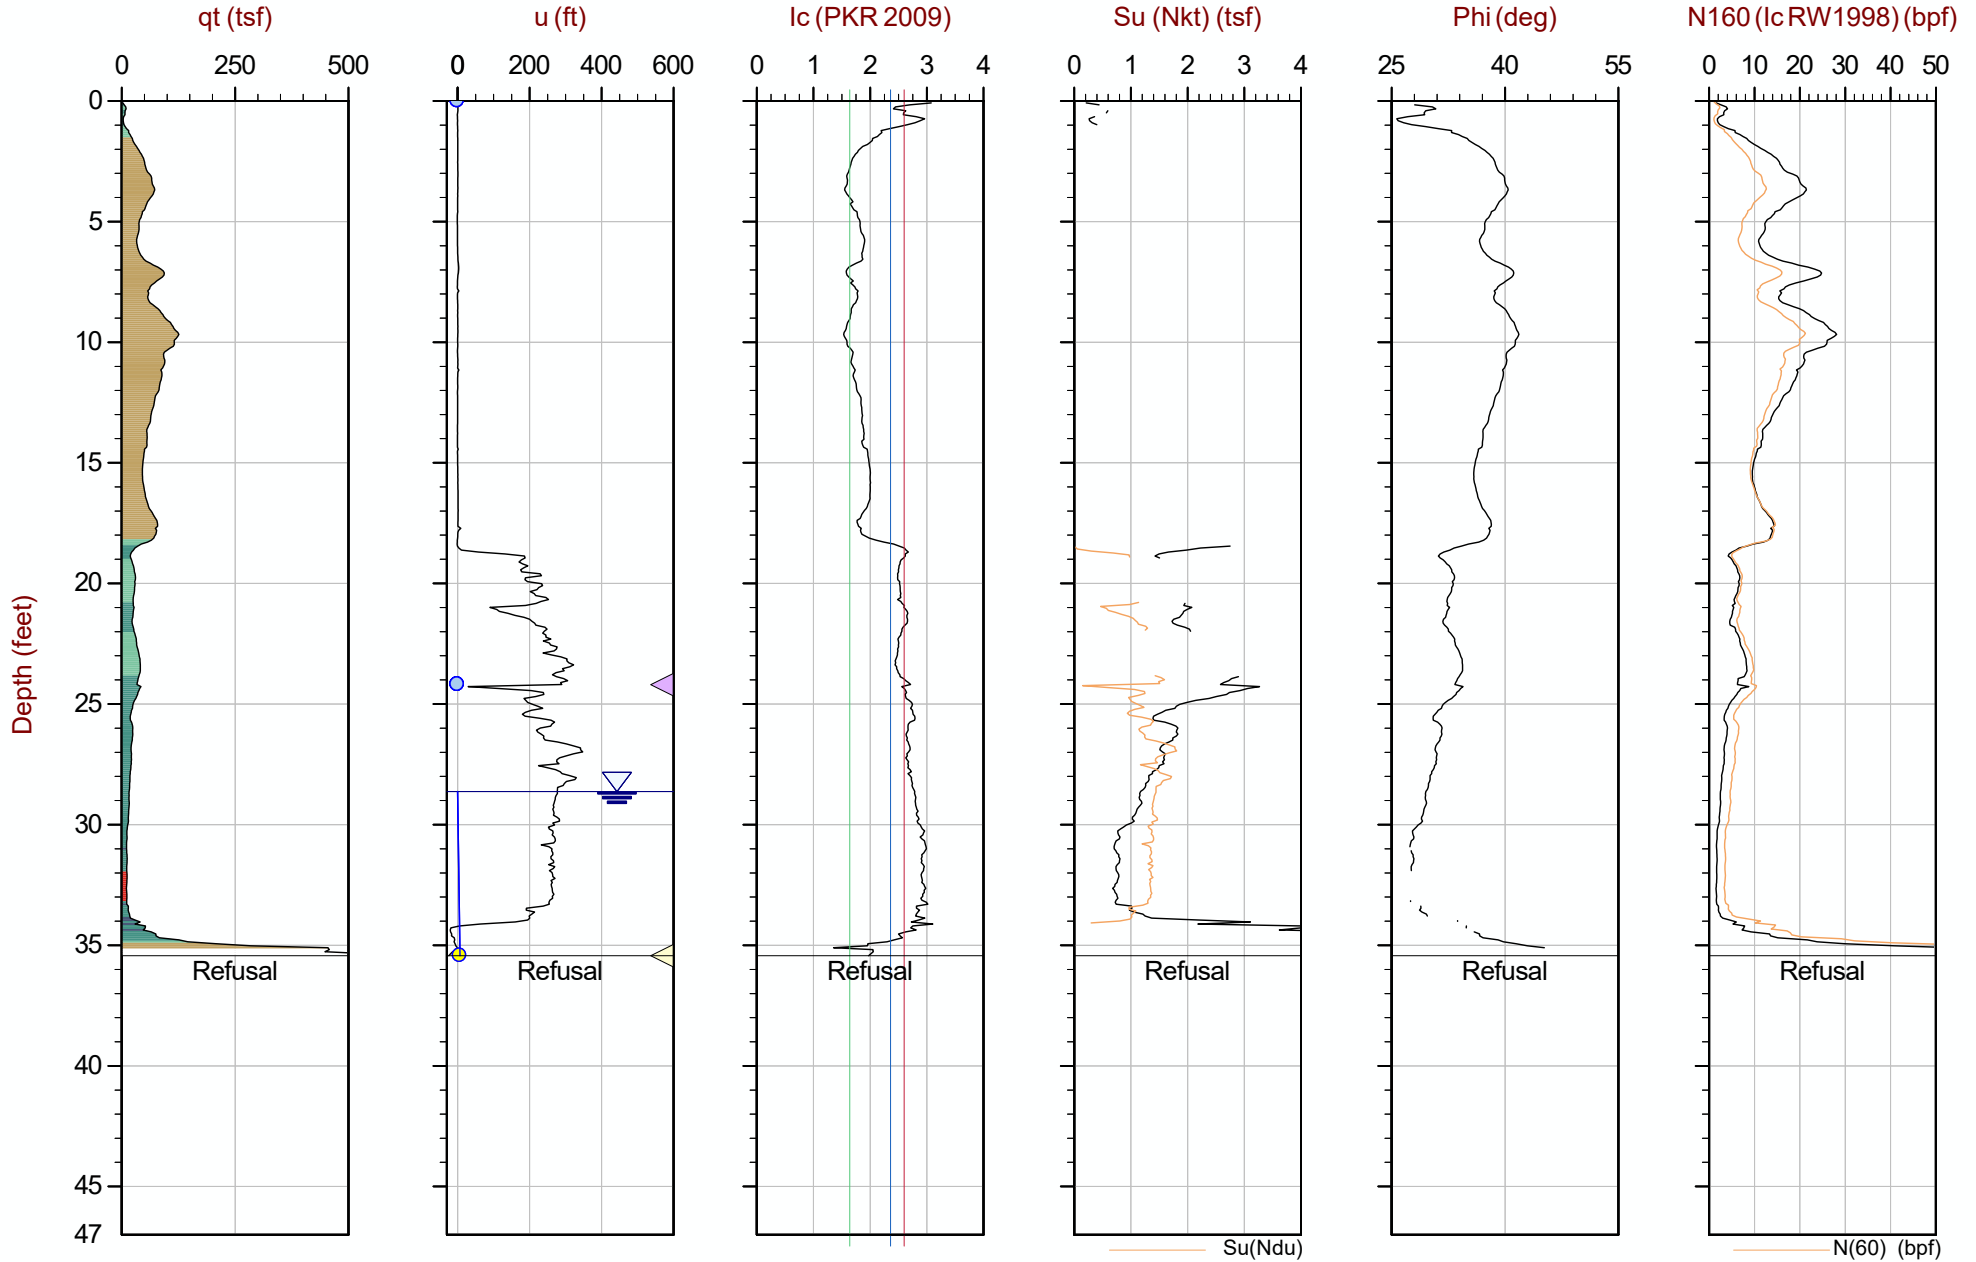 qt (tsf) u (ft) Ic (PKR 2009) Su (Nkt) (tsf) Phi (deg) N160 (Ic RW1998) (bpf)
0 250 500 0 200 400 600 0 1 2 3 4 0 1 2 3 4 25 40 55 0 10 20 30 40 50
0
5
10
15
20
25
30
35
40
45
47
Depth (feet)
Refusal Refusal Refusal Refusal Refusal Refusal
Su(Ndu) N(60) (bpf)